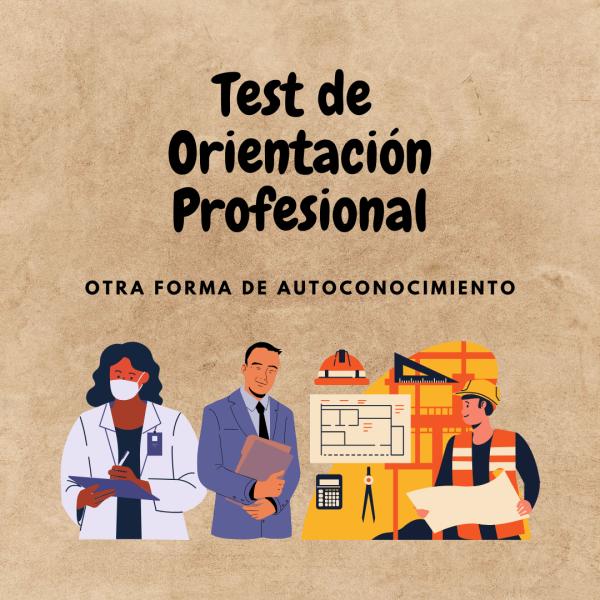 Test de
Orientación
Profesional
OTRA FORMA DE AUTOCONOCIMIENTO